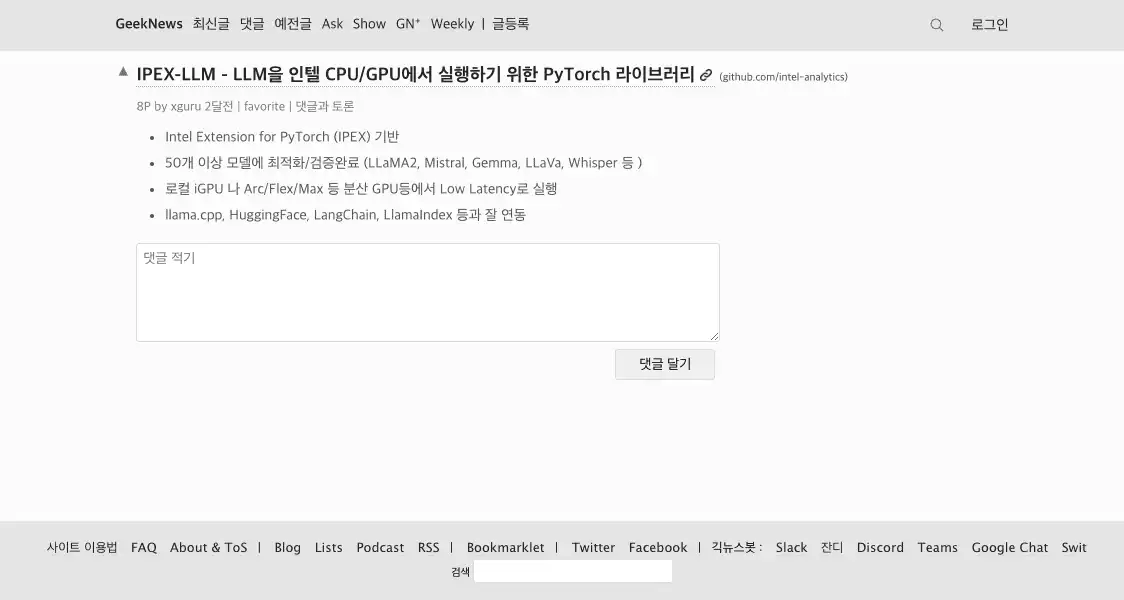 GeekNews 최신글 댓글 예전글 Ask Show GN⁺ Weekly | 글등록 로그인
▲ IPEX-LLM - LLM을 인텔 CPU/GPU에서 실행하기 위한 PyTorch 라이브러리 (github.com/intel-analytics)
8P by xguru 2달전 | favorite | 댓글과 토론
• Intel Extension for PyTorch (IPEX) 기반
• 50개 이상 모델에 최적화/검증완료 (LLaMA2, Mistral, Gemma, LLaVa, Whisper 등 )
• 로컬 iGPU 나 Arc/Flex/Max 등 분산 GPU등에서 Low Latency로 실행
• llama.cpp, HuggingFace, LangChain, LlamaIndex 등과 잘 연동
댓글 적기
댓글 달기
사이트 이용법 FAQ About & ToS | Blog Lists Podcast RSS | Bookmarklet | Twitter Facebook | 긱뉴스봇 : Slack 잔디 Discord Teams Google Chat Swit
검색